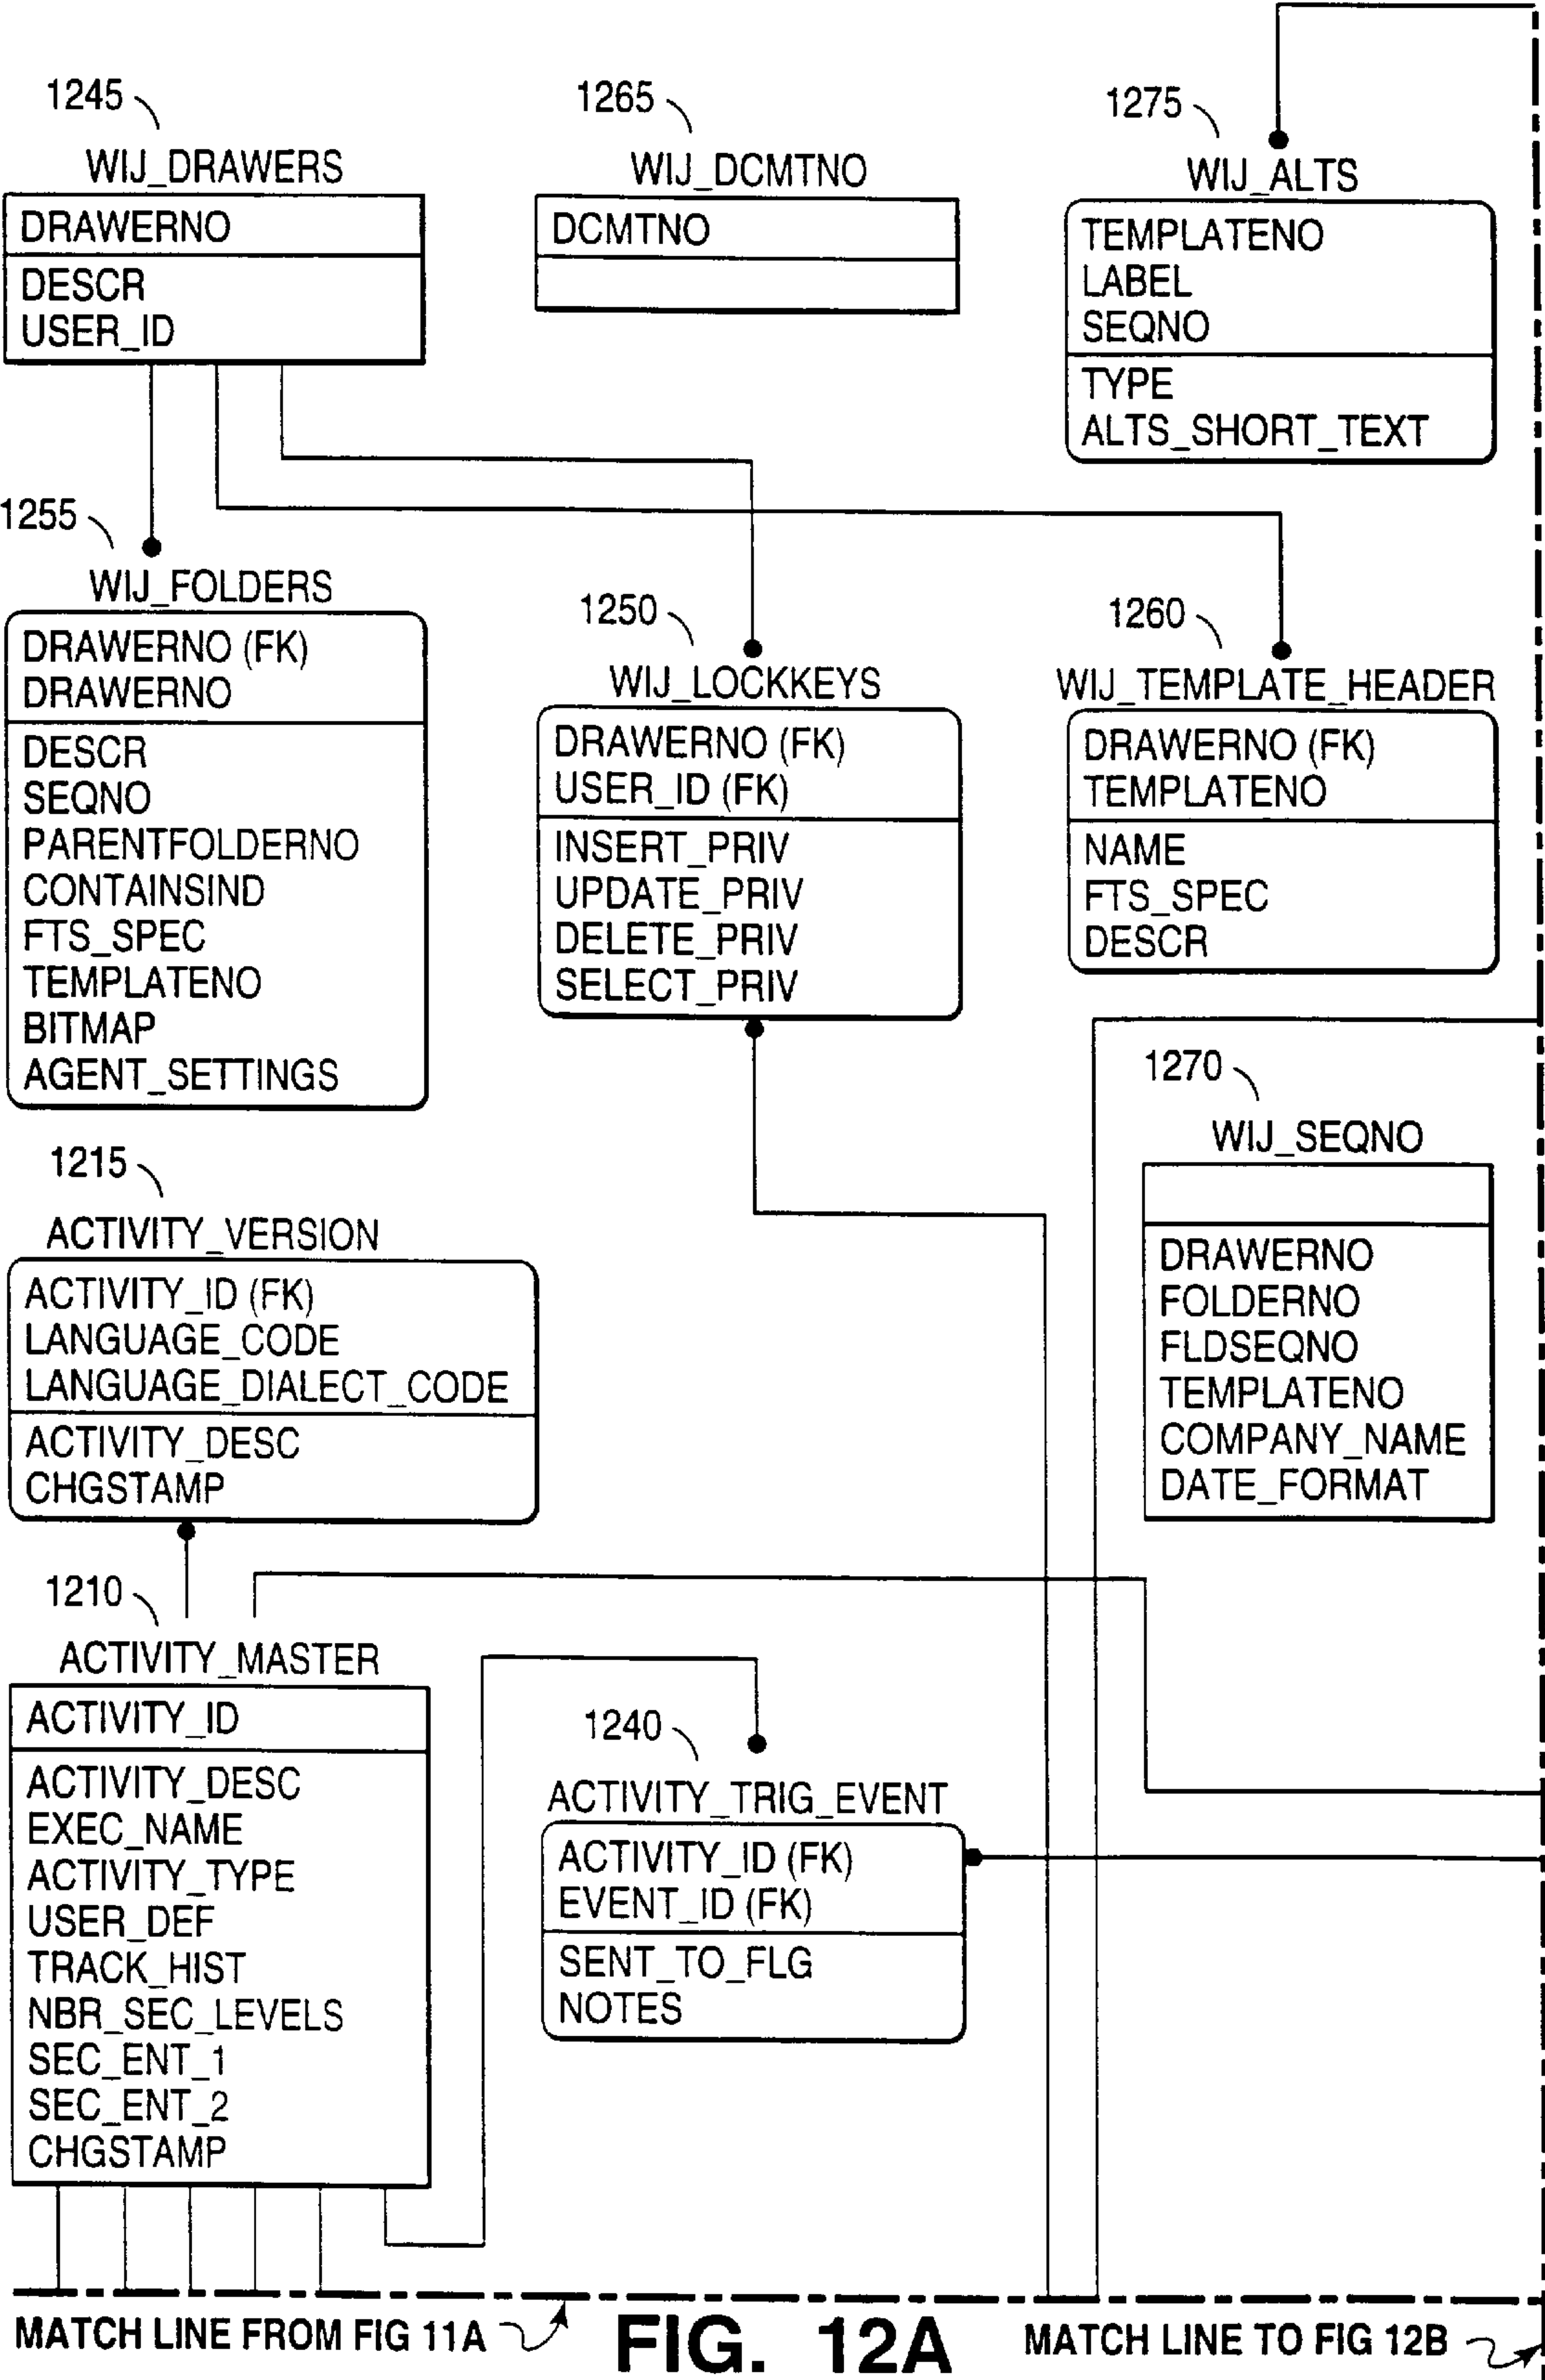 1245
WIJ_DRAWERS
DRAWERNO
DESCR
USER_ID
1265
WIJ_DCMTNO
DCMTNO
1275
WIJ_ALTS
TEMPLATENO
LABEL
SEQNO
TYPE
ALTS_SHORT_TEXT
1255
WIJ_FOLDERS
DRAWERNO (FK)
DRAWERNO
DESCR
SEQNO
PARENTFOLDERNO
CONTAINSIND
FTS_SPEC
TEMPLATENO
BITMAP
AGENT_SETTINGS
1250
WIJ_LOCKKEYS
DRAWERNO (FK)
USER_ID (FK)
INSERT_PRIV
UPDATE_PRIV
DELETE_PRIV
SELECT_PRIV
1260
WIJ_TEMPLATE_HEADER
DRAWERNO (FK)
TEMPLATENO
NAME
FTS_SPEC
DESCR
1270
WIJ_SEQNO
DRAWERNO
FOLDERNO
FLDSEQNO
TEMPLATENO
COMPANY_NAME
DATE_FORMAT
1215
ACTIVITY_VERSION
ACTIVITY_ID (FK)
LANGUAGE_CODE
LANGUAGE_DIALECT_CODE
ACTIVITY_DESC
CHGSTAMP
1210
ACTIVITY_MASTER
ACTIVITY_ID
ACTIVITY_DESC
EXEC_NAME
ACTIVITY_TYPE
USER_DEF
TRACK_HIST
NBR_SEC_LEVELS
SEC_ENT_1
SEC_ENT_2
CHGSTAMP
1240
ACTIVITY_TRIG_EVENT
ACTIVITY_ID (FK)
EVENT_ID (FK)
SENT_TO_FLG
NOTES
MATCH LINE FROM FIG 11A
FIG. 12A
MATCH LINE TO FIG 12B